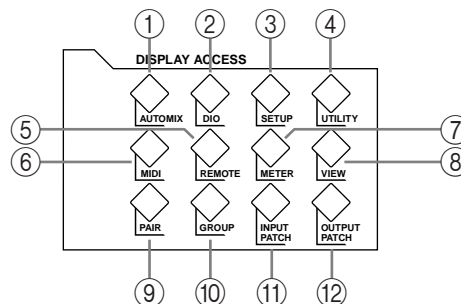 ① ② ③ ④
DISPLAY ACCESS
AUTOMIX DIO SETUP UTILITY
⑤ ⑦
⑥ ⑧
MIDI REMOTE METER VIEW
PAIR GROUP INPUT PATCH OUTPUT PATCH
⑨ ⑩ ⑪ ⑫